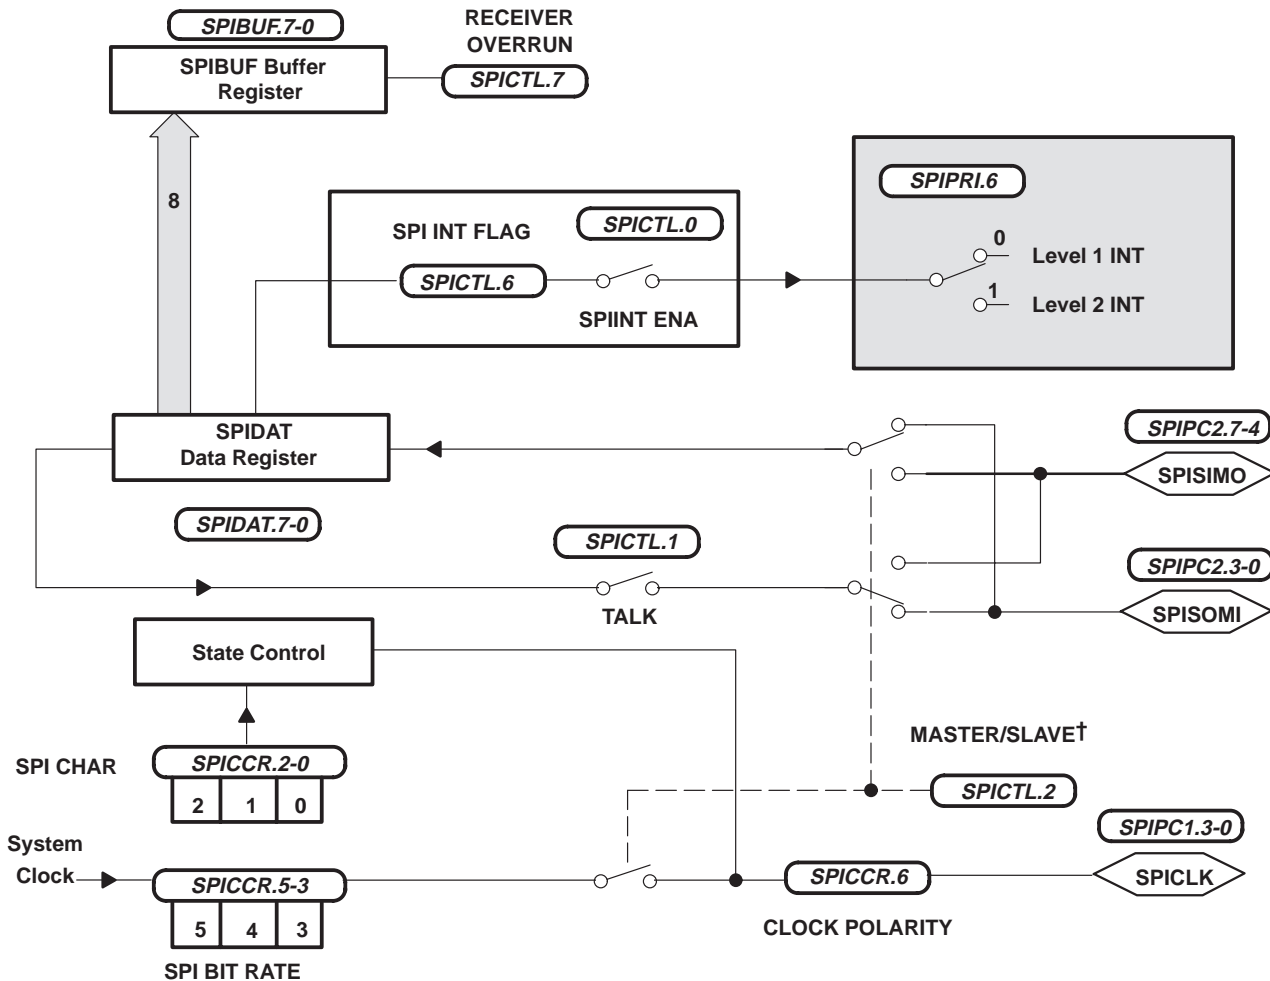 SPIBUF.7-0
RECEIVER
OVERRUN
SPIBUF Buffer
Register
SPICTL.7
8
SPIPRI.6
SPI INT FLAG
SPICTL.0
SPICTL.6
SPIINT ENA
0
Level 1 INT
1
Level 2 INT
SPIDAT
Data Register
SPIPC2.7-4
SPISIMO
SPIDAT.7-0
SPICTL.1
TALK
SPIPC2.3-0
SPISOMI
State Control
MASTER/SLAVE†
SPI CHAR
SPICCR.2-0
2 1 0
SPICTL.2
System
Clock
SPICCR.5-3
5 4 3
SPI BIT RATE
SPICCR.6
CLOCK POLARITY
SPIPC1.3-0
SPICLK